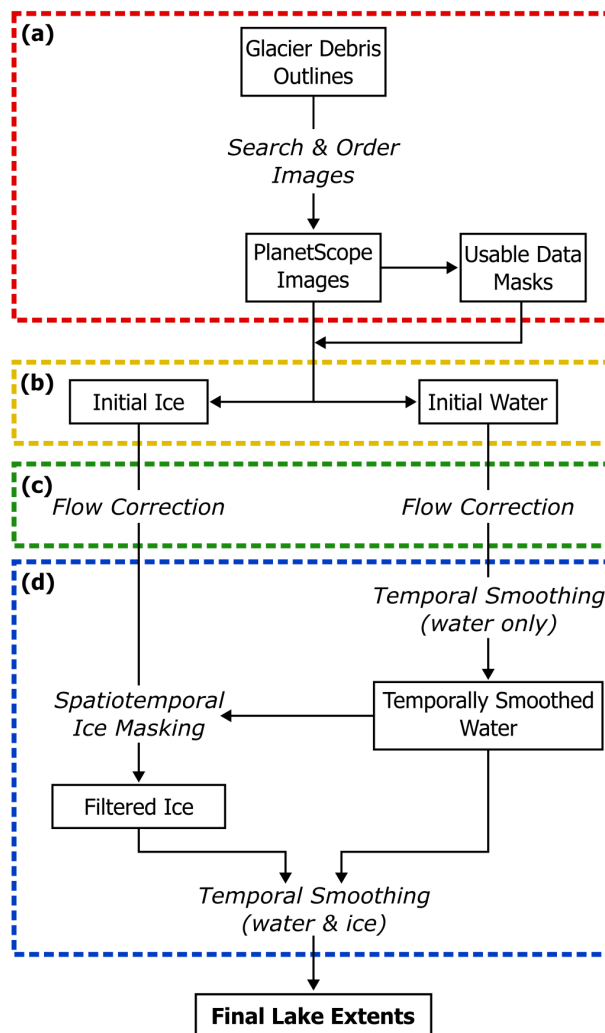 (a)
Glacier Debris
Outlines
Search & Order
Images
PlanetScope
Images
Usable Data
Masks
(b)
Initial Ice
Initial Water
(c)
Flow Correction
Flow Correction
(d)
Temporal Smoothing
(water only)
Spatiotemporal
Ice Masking
Temporally Smoothed
Water
Filtered Ice
Temporal Smoothing
(water & ice)
Final Lake Extents